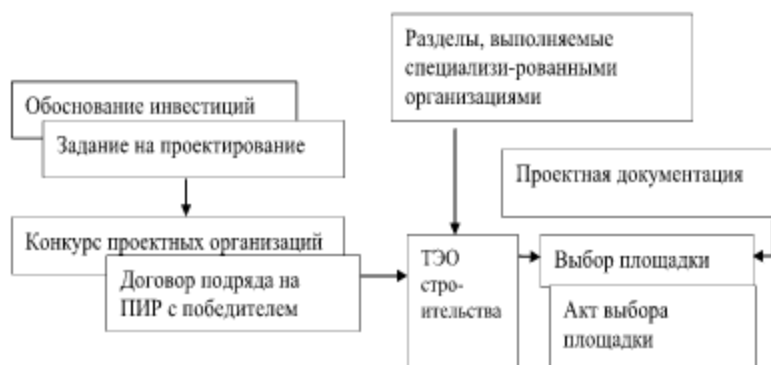 Разделы, выполняемые
специализи-рованными
организациями
Обоснование инвестиций
Задание на проектирование
Проектная документация
Конкурс проектных организаций
Договор подряда на
ПИР с победителем
ТЭО
стро-
ительства
Выбор площадки
Акт выбора
площадки